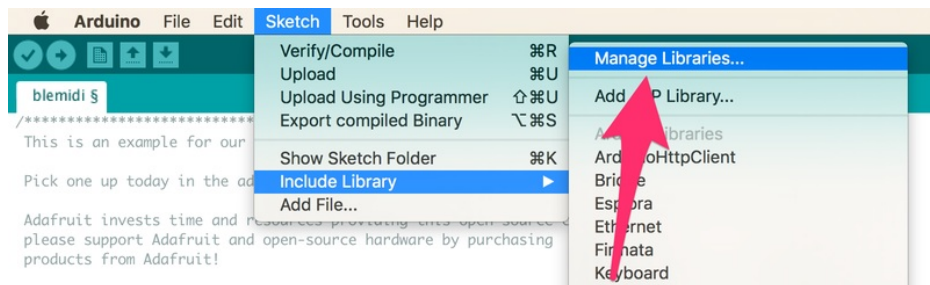 Arduino File Edit Sketch Tools Help
blemidi §
/***************************
This is an example for our
Pick one up today in the ad
Adafruit invests time and resources providing this open source
please support Adafruit and open-source hardware by purchasing
products from Adafruit!
Verify/Compile ⌘R
Upload ⌘U
Upload Using Programmer ⇧⌘U
Export compiled Binary ⌥⌘S
Show Sketch Folder ⌘K
Include Library ▶
Add File...
Manage Libraries...
Add Library...
Libraries
ArduinoHttpClient
Bridge
Esplora
Ethernet
Firmata
Keyboard